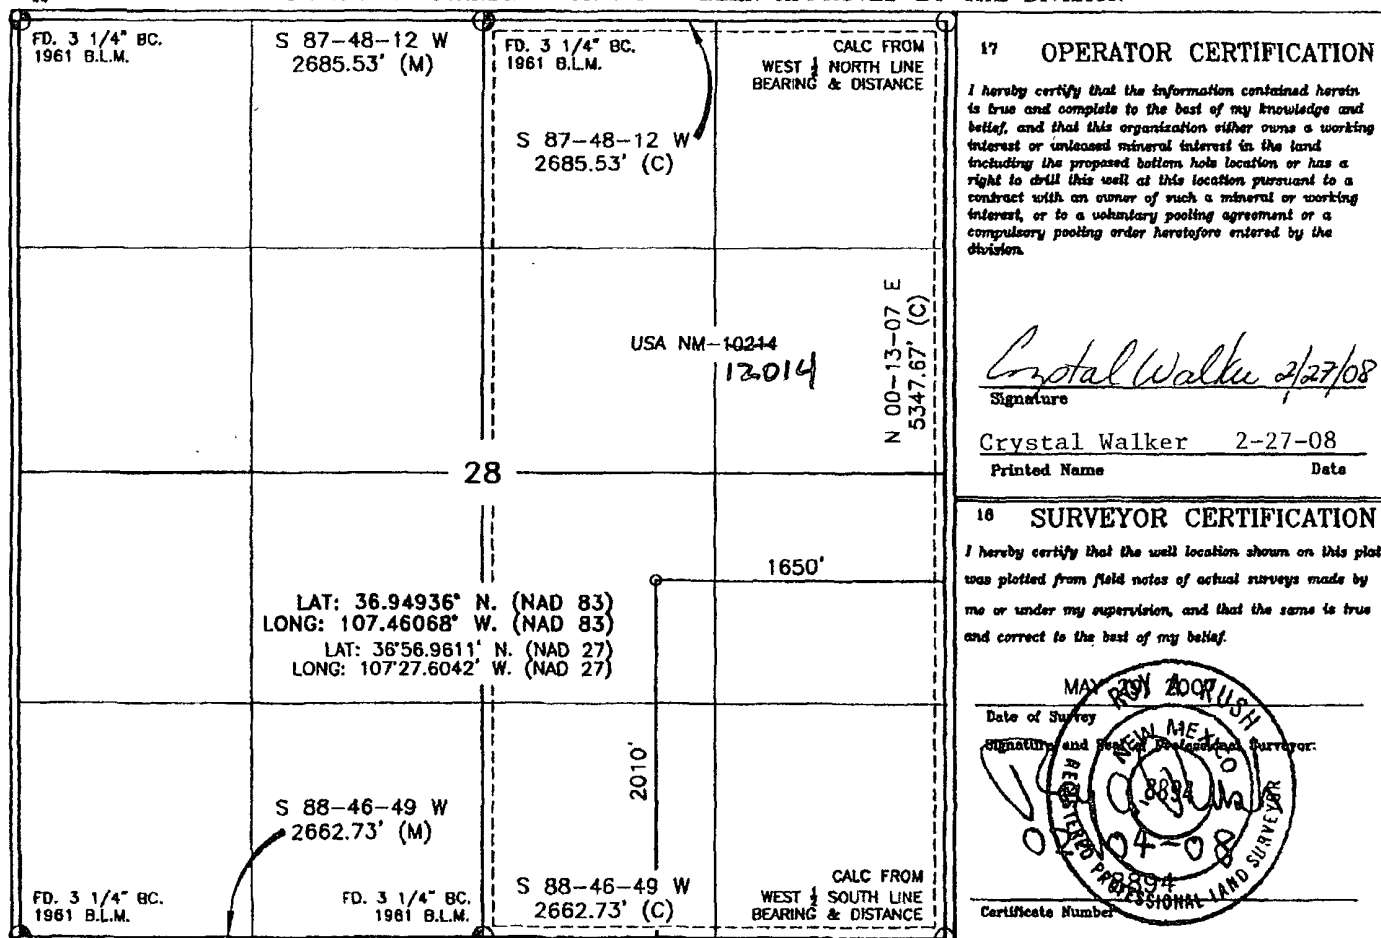 FD. 3 1/4" BC.
1961 B.L.M.
S 87-48-12 W
2685.53' (M)
FD. 3 1/4" BC.
1961 B.L.M.
CALC FROM
WEST ½ NORTH LINE
BEARING & DISTANCE
S 87-48-12 W
2685.53' (C)
N 00-13-07 E
5347.67' (C)
USA NM-10214
12014
28
1650'
LAT: 36.94936° N. (NAD 83)
LONG: 107.46068° W. (NAD 83)
LAT: 36°56.9611' N. (NAD 27)
LONG: 107°27.6042' W. (NAD 27)
2010'
S 88-46-49 W
2662.73' (M)
FD. 3 1/4" BC.
1961 B.L.M.
FD. 3 1/4" BC.
1961 B.L.M.
S 88-46-49 W
2662.73' (C)
CALC FROM
WEST ½ SOUTH LINE
BEARING & DISTANCE
17 OPERATOR CERTIFICATION
I hereby certify that the information contained herein
is true and complete to the best of my knowledge and
belief, and that this organization either owns a working
interest or unleased mineral interest in the land
including the proposed bottom hole location or has a
right to drill this well at this location pursuant to a
contract with an owner of such a mineral or working
interest, or to a voluntary pooling agreement or a
compulsory pooling order heretofore entered by the
division.
Crystal Walker 2/27/08
Signature
Crystal Walker 2-27-08
Printed Name Date
18 SURVEYOR CERTIFICATION
I hereby certify that the well location shown on this plat
was plotted from field notes of actual surveys made by
me or under my supervision, and that the same is true
and correct to the best of my belief.
MAY 2007
Date of Survey
Signature and Seal of Professional Surveyor:
ROY A RUSH
NEW MEXICO
8894
REGISTERED PROFESSIONAL LAND SURVEYOR
04-08
8894
Certificate Number